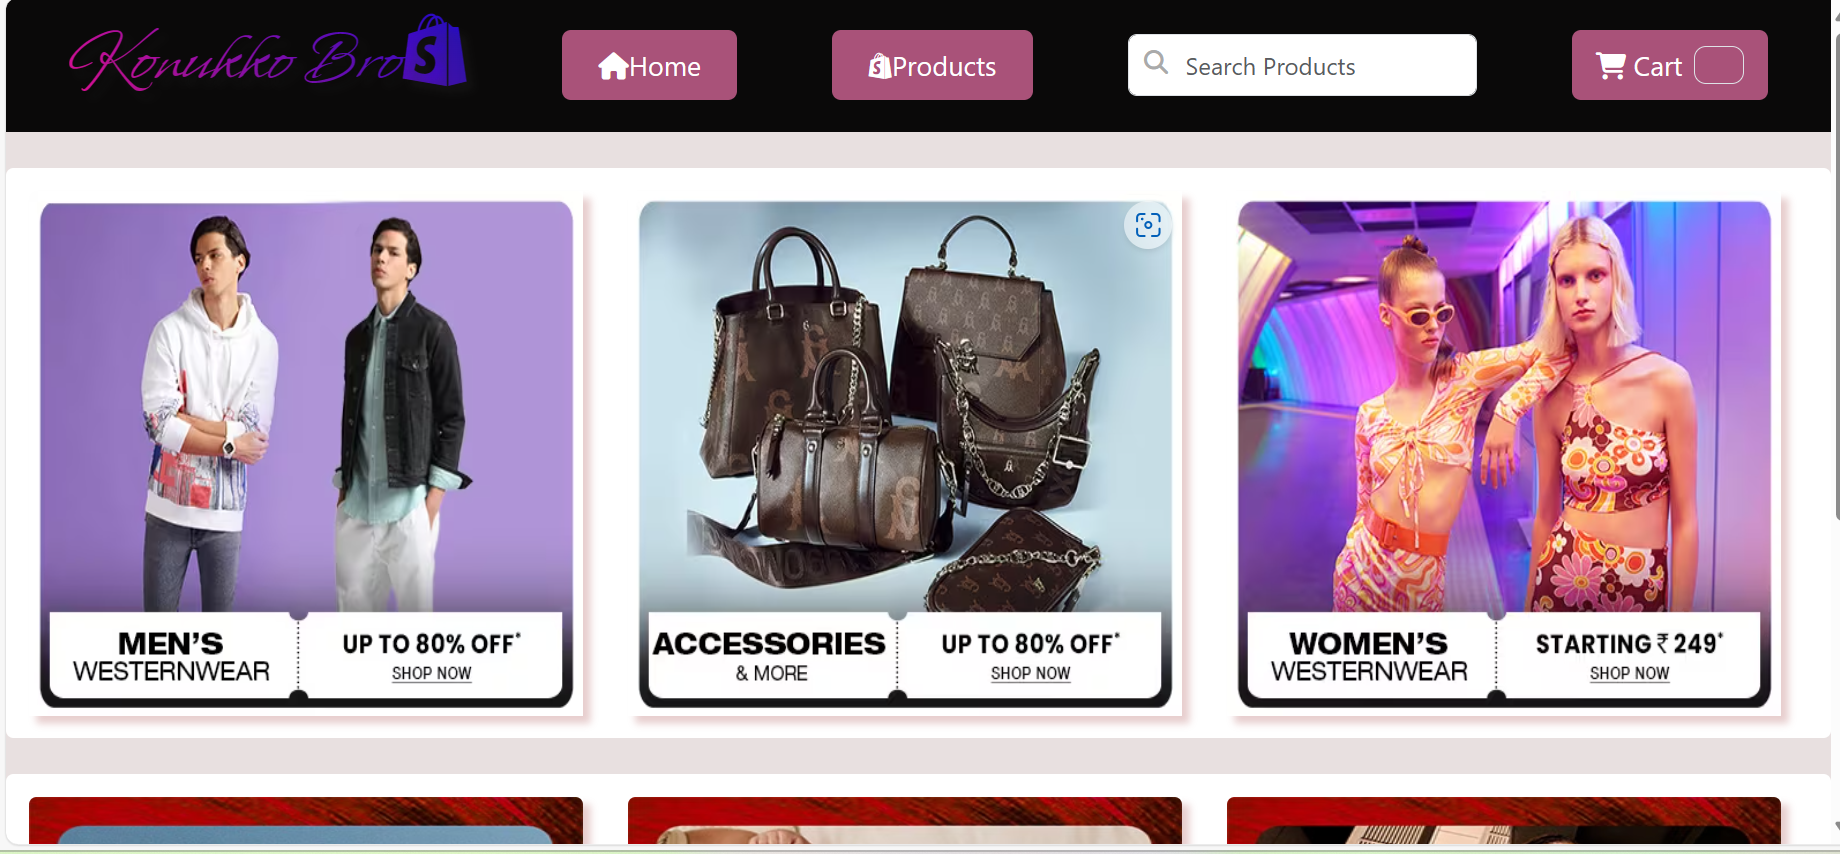 Konukko BroS
Home
Products
Search Products
Cart
MEN'S
WESTERNWEAR
UP TO 80% OFF*
SHOP NOW
ACCESSORIES
& MORE
UP TO 80% OFF*
SHOP NOW
WOMEN'S
WESTERNWEAR
STARTING ₹ 249*
SHOP NOW